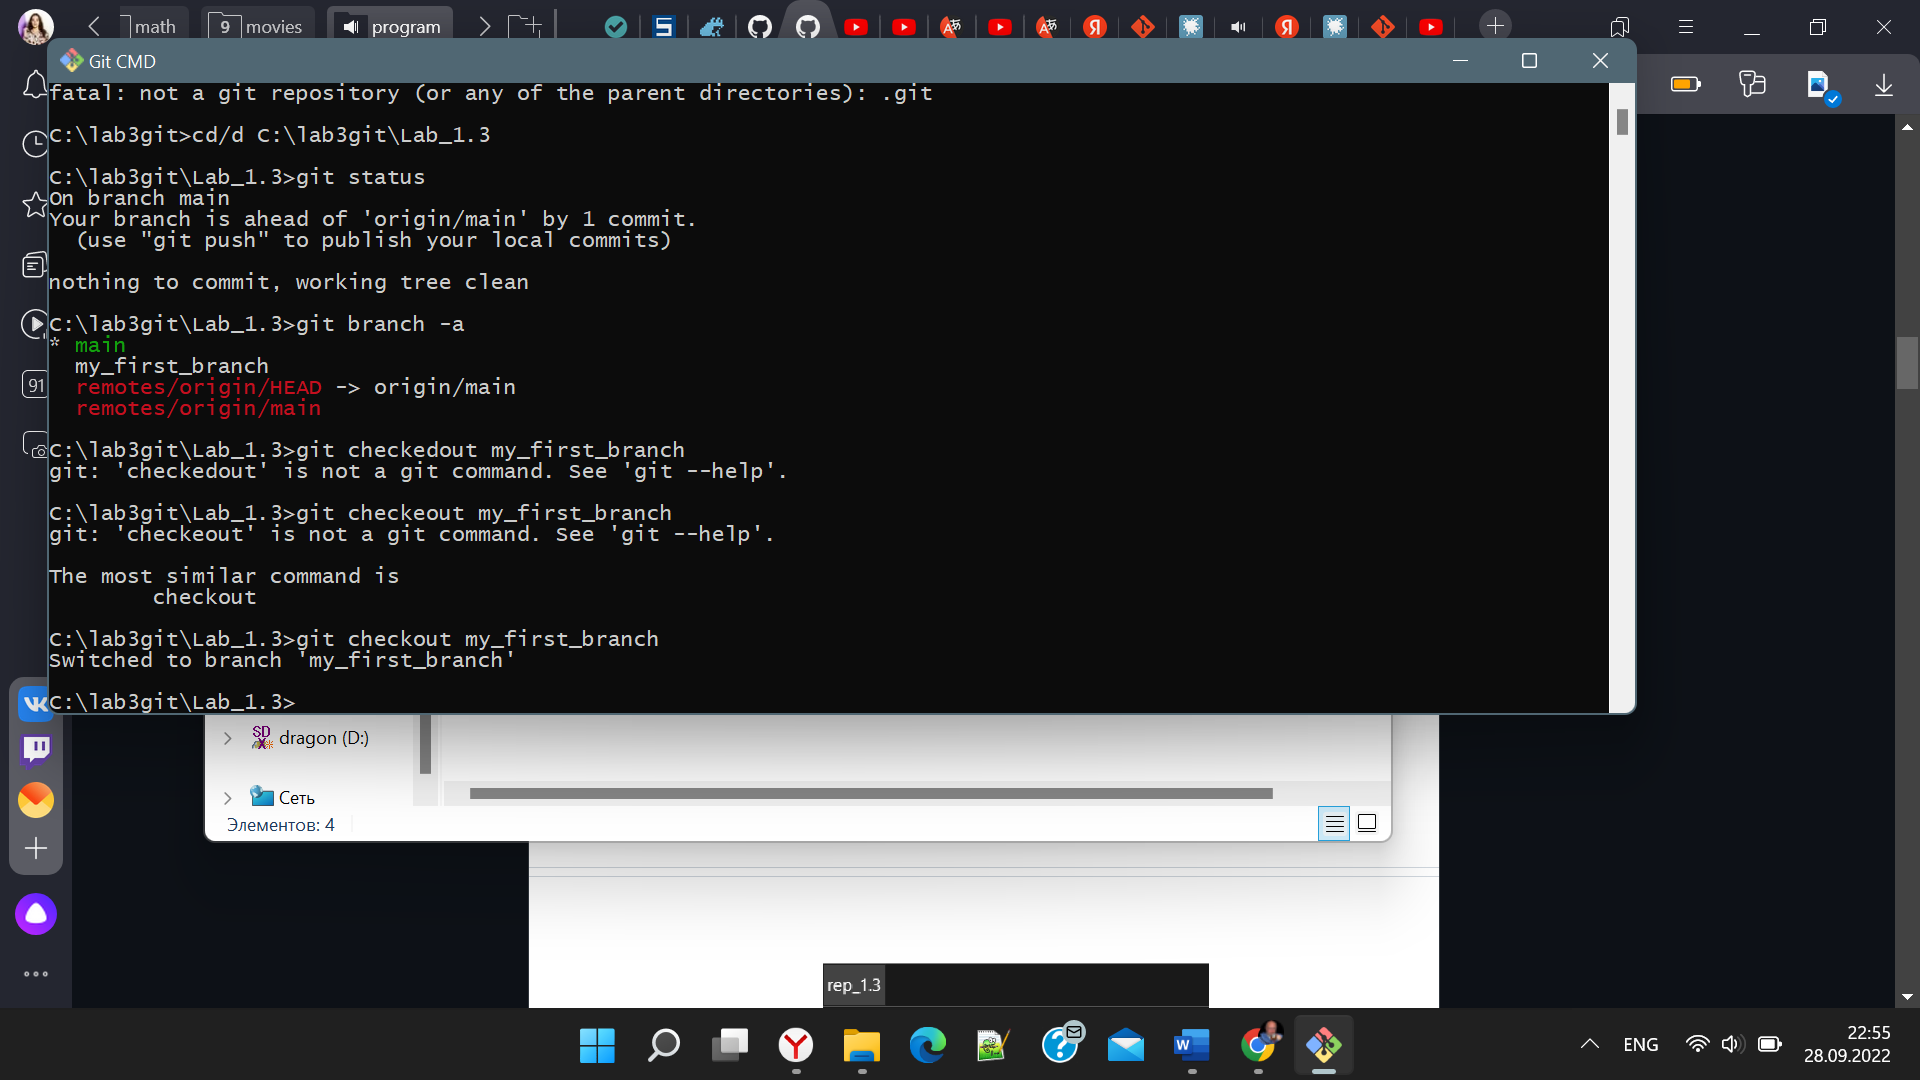 math
9 movies
program
Git CMD
fatal: not a git repository (or any of the parent directories): .git
C:\lab3git>cd/d C:\lab3git\Lab_1.3
C:\lab3git\Lab_1.3>git status
On branch main
Your branch is ahead of 'origin/main' by 1 commit.
(use "git push" to publish your local commits)
nothing to commit, working tree clean
C:\lab3git\Lab_1.3>git branch -a
* main
my_first_branch
remotes/origin/HEAD -> origin/main
remotes/origin/main
91
C:\lab3git\Lab_1.3>git checkedout my_first_branch
git: 'checkedout' is not a git command. See 'git --help'.
C:\lab3git\Lab_1.3>git checkeout my_first_branch
git: 'checkeout' is not a git command. See 'git --help'.
The most similar command is
checkout
C:\lab3git\Lab_1.3>git checkout my_first_branch
Switched to branch 'my_first_branch'
C:\lab3git\Lab_1.3>
dragon (D:)
Сеть
Элементов: 4
rep_1.3
ENG
22:55
28.09.2022